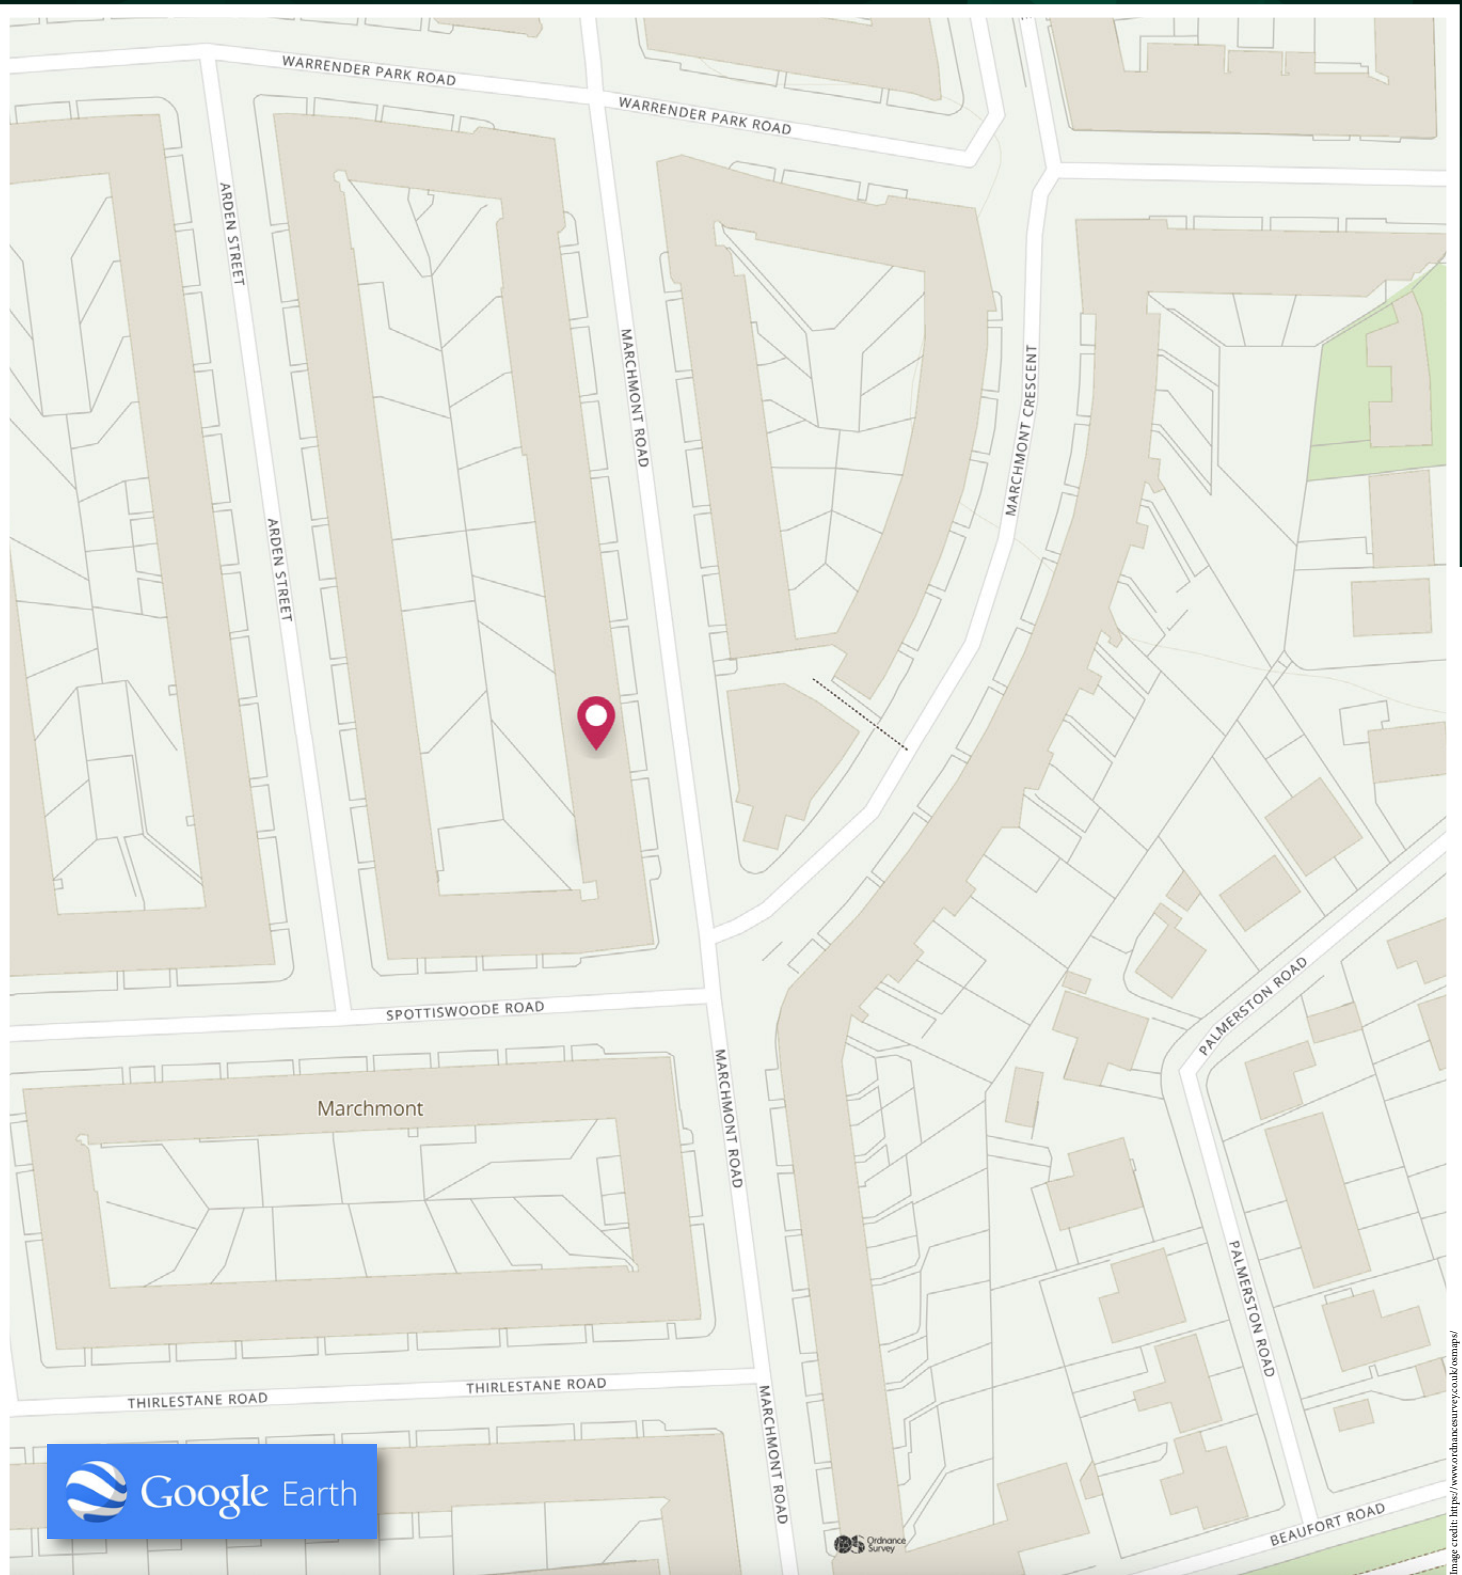 WARRENDER PARK ROAD
WARRENDER PARK ROAD
ARDEN STREET
MARCHMONT ROAD
MARCHMONT CRESCENT
ARDEN STREET
PALMERSTON ROAD
SPOTTISWOODE ROAD
MARCHMONT ROAD
Marchmont
PALMERSTON ROAD
THIRLESTANE ROAD
THIRLESTANE ROAD
MARCHMONT ROAD
Google Earth
Ordnance
Survey
BEAUFORT ROAD
Image credit: https://www.ordnancesurvey.co.uk/osmaps/